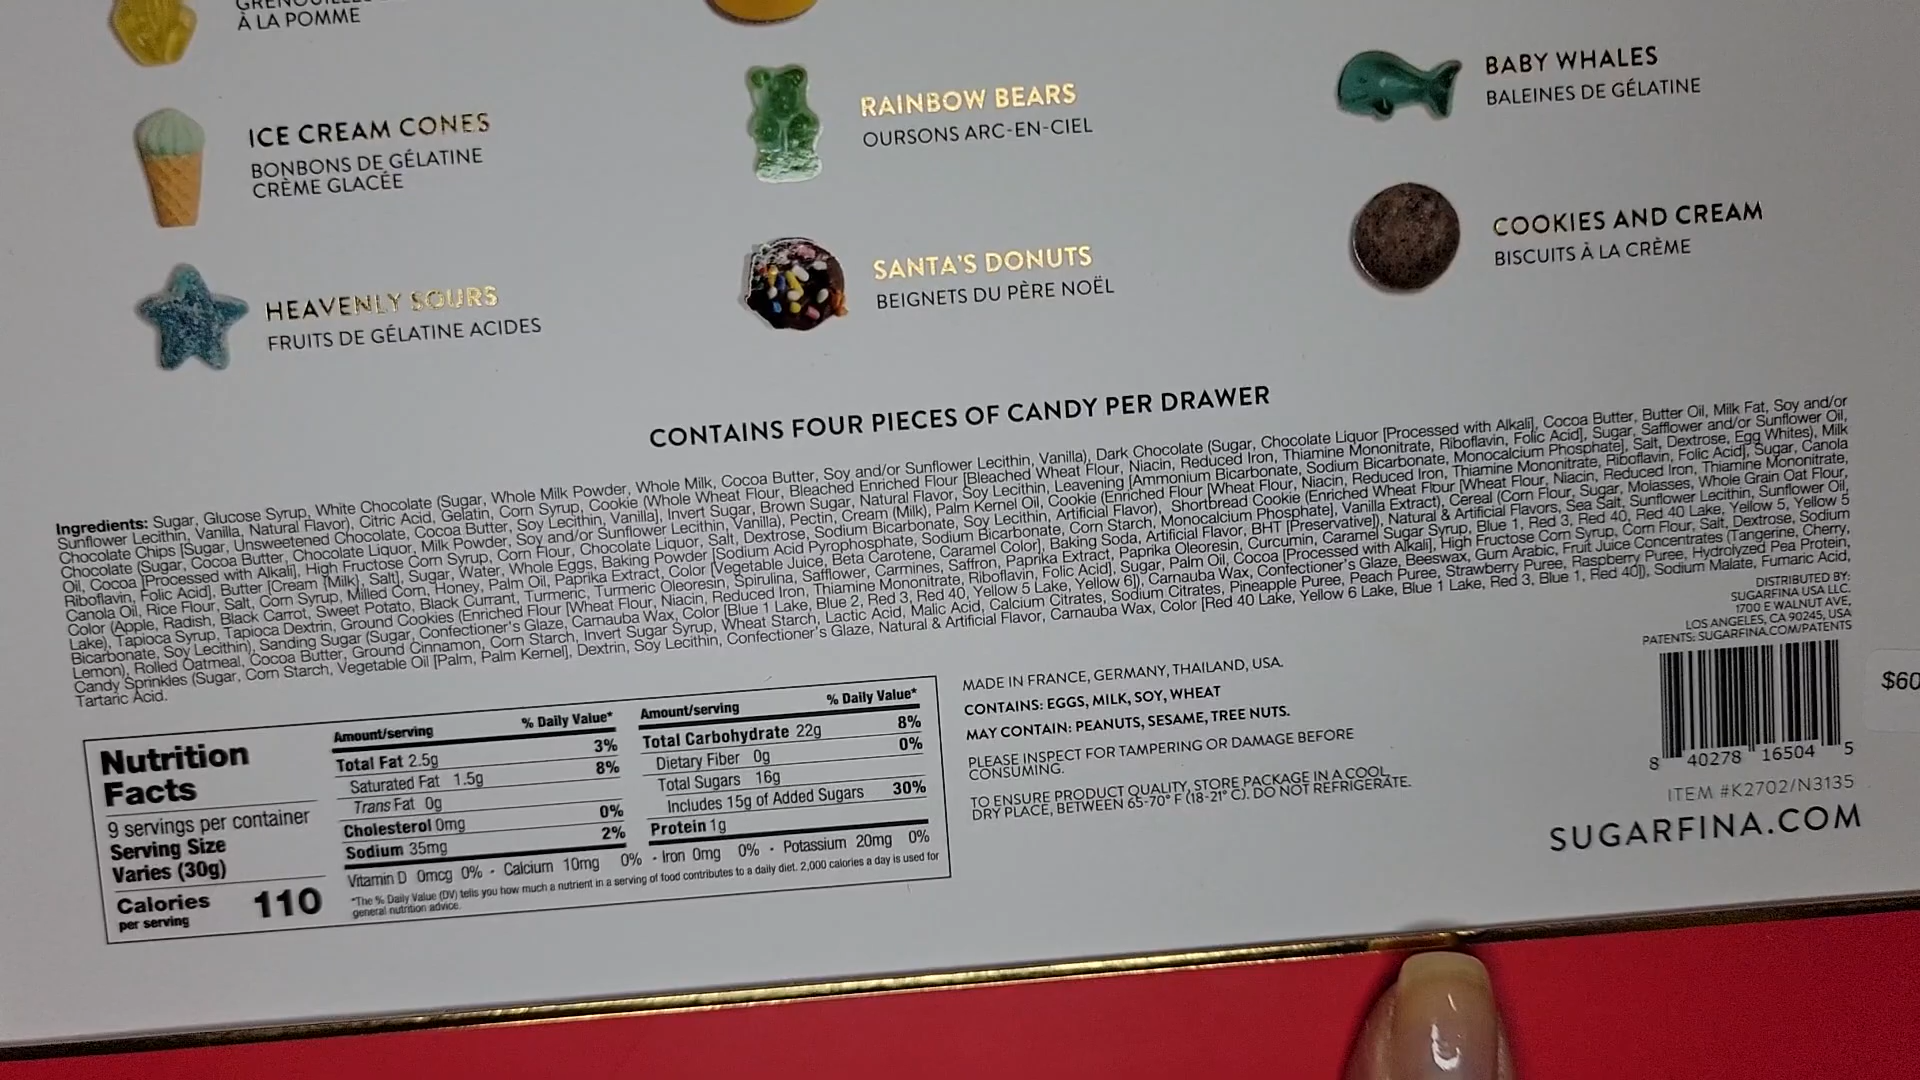 À LA POMME
ICE CREAM CONES
BONBONS DE GÉLATINE
CRÈME GLACÉE
HEAVENLY SOURS
FRUITS DE GÉLATINE ACIDES
RAINBOW BEARS
OURSONS ARC-EN-CIEL
SANTA'S DONUTS
BEIGNETS DU PÈRE NOËL
BABY WHALES
BALEINES DE GÉLATINE
COOKIES AND CREAM
BISCUITS À LA CRÈME
CONTAINS FOUR PIECES OF CANDY PER DRAWER
Ingredients: Sugar, Glucose Syrup, White Chocolate (Sugar, Whole Milk Powder, Whole Milk, Cocoa Butter, Soy and/or Sunflower Lecithin, Vanilla), Dark Chocolate (Sugar, Chocolate Liquor [Processed with Alkali], Cocoa Butter, Butter Oil, Milk Fat, Soy and/or
Sunflower Lecithin, Vanilla, Natural Flavor), Citric Acid, Gelatin, Corn Syrup, Cookie (Whole Wheat Flour, Bleached Enriched Flour [Bleached Wheat Flour, Niacin, Reduced Iron, Thiamine Mononitrate, Riboflavin, Folic Acid], Sugar, Safflower and/or Sunflower Oil,
Chocolate Chips [Sugar, Unsweetened Chocolate, Cocoa Butter, Soy Lecithin, Vanilla], Invert Sugar, Brown Sugar, Natural Flavor, Soy Lecithin, Leavening [Ammonium Bicarbonate, Sodium Bicarbonate, Monocalcium Phosphate], Salt, Dextrose, Egg Whites), Milk
Chocolate (Sugar, Cocoa Butter, Chocolate Liquor, Milk Powder, Soy and/or Sunflower Lecithin, Vanilla), Pectin, Cream (Milk), Palm Kernel Oil, Cookie (Enriched Flour [Wheat Flour, Niacin, Reduced Iron, Thiamine Mononitrate, Riboflavin, Folic Acid], Sugar, Canola
Oil, Cocoa [Processed with Alkali], High Fructose Corn Syrup, Corn Flour, Chocolate Liquor, Salt, Dextrose, Sodium Bicarbonate, Soy Lecithin, Artificial Flavor), Shortbread Cookie (Enriched Wheat Flour [Wheat Flour, Niacin, Reduced Iron, Thiamine Mononitrate,
Riboflavin, Folic Acid], Butter [Cream [Milk], Salt], Sugar, Water, Whole Eggs, Baking Powder [Sodium Acid Pyrophosphate, Sodium Bicarbonate, Corn Starch, Monocalcium Phosphate], Vanilla Extract), Cereal (Corn Flour, Sugar, Molasses, Whole Grain Oat Flour,
Canola Oil, Rice Flour, Salt, Corn Syrup, Milled Corn, Honey, Palm Oil, Paprika Extract, Color [Vegetable Juice, Beta Carotene, Caramel Color], Baking Soda, Artificial Flavor, BHT [Preservative]), Natural & Artificial Flavors, Sea Salt, Sunflower Lecithin, Sunflower Oil,
Color (Apple, Radish, Black Carrot, Sweet Potato, Black Currant, Turmeric, Turmeric Oleoresin, Spirulina, Safflower, Carmines, Saffron, Paprika Extract, Paprika Oleoresin, Curcumin, Caramel Sugar Syrup, Blue 1, Red 3, Red 40, Red 40 Lake, Yellow 5, Yellow 5
Lake), Tapioca Syrup, Tapioca Dextrin, Ground Cookies (Enriched Flour [Wheat Flour, Niacin, Reduced Iron, Thiamine Mononitrate, Riboflavin, Folic Acid], Sugar, Palm Oil, Cocoa [Processed with Alkali], High Fructose Corn Syrup, Corn Flour, Salt, Dextrose, Sodium
Bicarbonate, Soy Lecithin), Sanding Sugar (Sugar, Confectioner's Glaze, Carnauba Wax, Color [Blue 1 Lake, Blue 2, Red 3, Red 40, Yellow 5 Lake, Yellow 6]), Carnauba Wax, Confectioner's Glaze, Beeswax, Gum Arabic, Fruit Juice Concentrates (Tangerine, Cherry,
Lemon), Rolled Oatmeal, Cocoa Butter, Ground Cinnamon, Corn Starch, Invert Sugar Syrup, Wheat Starch, Lactic Acid, Malic Acid, Calcium Citrates, Sodium Citrates, Pineapple Puree, Peach Puree, Strawberry Puree, Raspberry Puree, Hydrolyzed Pea Protein,
Candy Sprinkles (Sugar, Corn Starch, Vegetable Oil [Palm, Palm Kernel], Dextrin, Soy Lecithin, Confectioner's Glaze, Natural & Artificial Flavor, Carnauba Wax, Color [Red 40 Lake, Yellow 6 Lake, Blue 1 Lake, Red 3, Blue 1, Red 40]), Sodium Malate, Fumaric Acid,
Tartaric Acid.
Nutrition
Facts
9 servings per container
Serving Size
Varies (30g)
Calories 110
per serving
Amount/serving % Daily Value*
Total Fat 2.5g 3%
Saturated Fat 1.5g 8%
Trans Fat 0g
Cholesterol 0mg 0%
Sodium 35mg 2%
Amount/serving % Daily Value*
Total Carbohydrate 22g 8%
Dietary Fiber 0g 0%
Total Sugars 16g
Includes 15g of Added Sugars 30%
Protein 1g
Vitamin D 0mcg 0% • Calcium 10mg 0% • Iron 0mg 0% • Potassium 20mg 0%
*The % Daily Value (DV) tells you how much a nutrient in a serving of food contributes to a daily diet. 2,000 calories a day is used for
general nutrition advice.
MADE IN FRANCE, GERMANY, THAILAND, USA.
CONTAINS: EGGS, MILK, SOY, WHEAT
MAY CONTAIN: PEANUTS, SESAME, TREE NUTS.
PLEASE INSPECT FOR TAMPERING OR DAMAGE BEFORE
CONSUMING.
TO ENSURE PRODUCT QUALITY, STORE PACKAGE IN A COOL,
DRY PLACE, BETWEEN 65-70° F (18-21° C). DO NOT REFRIGERATE.
DISTRIBUTED BY:
SUGARFINA USA LLC.
1700 E WALNUT AVE,
LOS ANGELES, CA 90245, USA
PATENTS: SUGARFINA.COM/PATENTS
8 40278 16504 5
ITEM #K2702/N3135
SUGARFINA.COM
$60